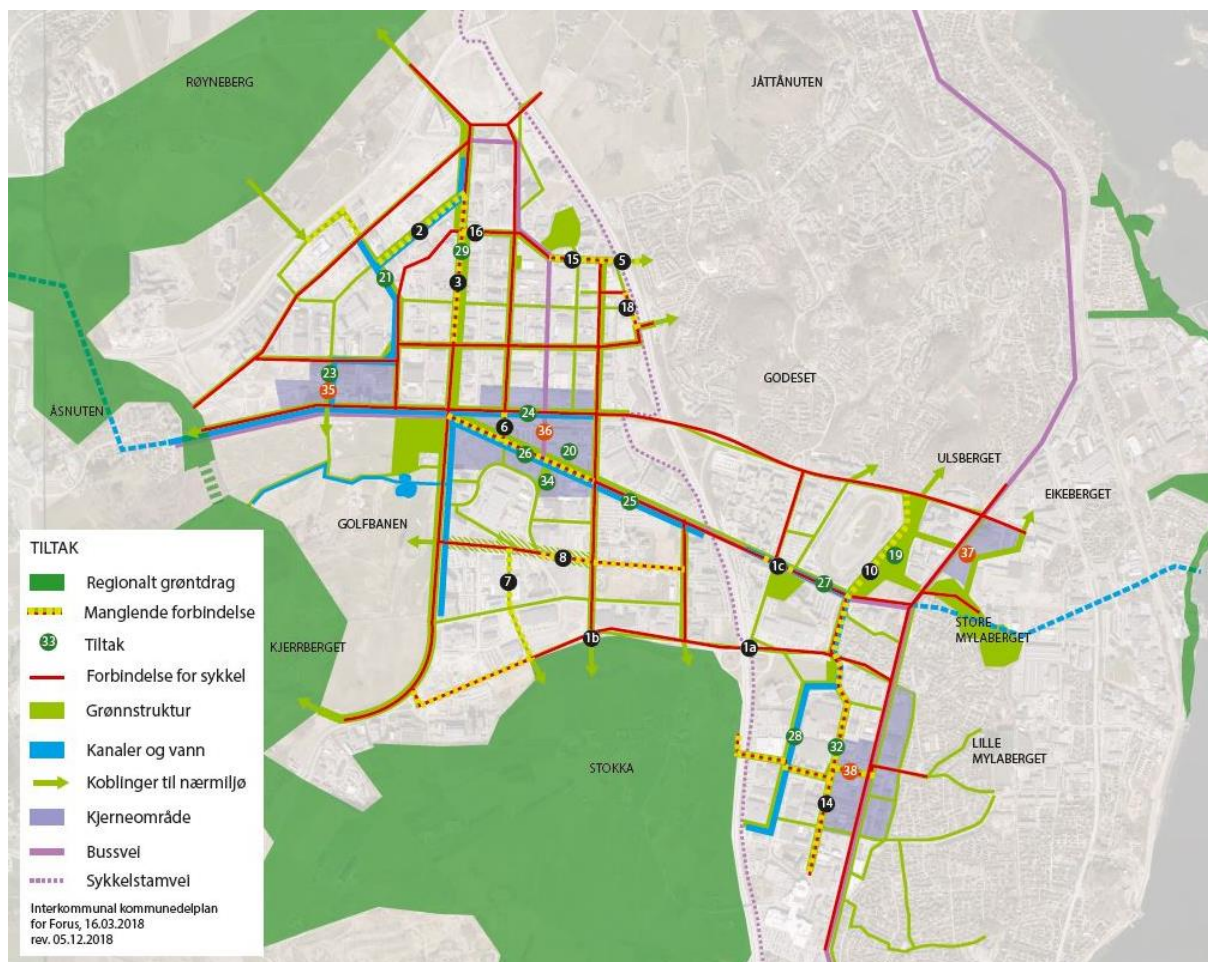 RØYNEBERG
JÅTTÅNUTEN
2
16
29
15
5
21
3
18
23
35
GODESET
ÅSNUTEN
24
6
36
20
26
34
25
ULSBERGET
EIKEBERGET
GOLFBANEN
8
7
1c
10
19
37
27
STORE
MYLABERGET
1b
1a
KJERRBERGET
28
32
LILLE
MYLABERGET
STOKKA
38
14
TILTAK
Regionalt grøntdrag
Manglende forbindelse
33 Tiltak
Forbindelse for sykkel
Grønnstruktur
Kanaler og vann
Koblinger til nærmiljø
Kjerneområde
Bussvei
Sykkelstamvei
Interkommunal kommunedelplan
for Forus, 16.03.2018
rev. 05.12.2018